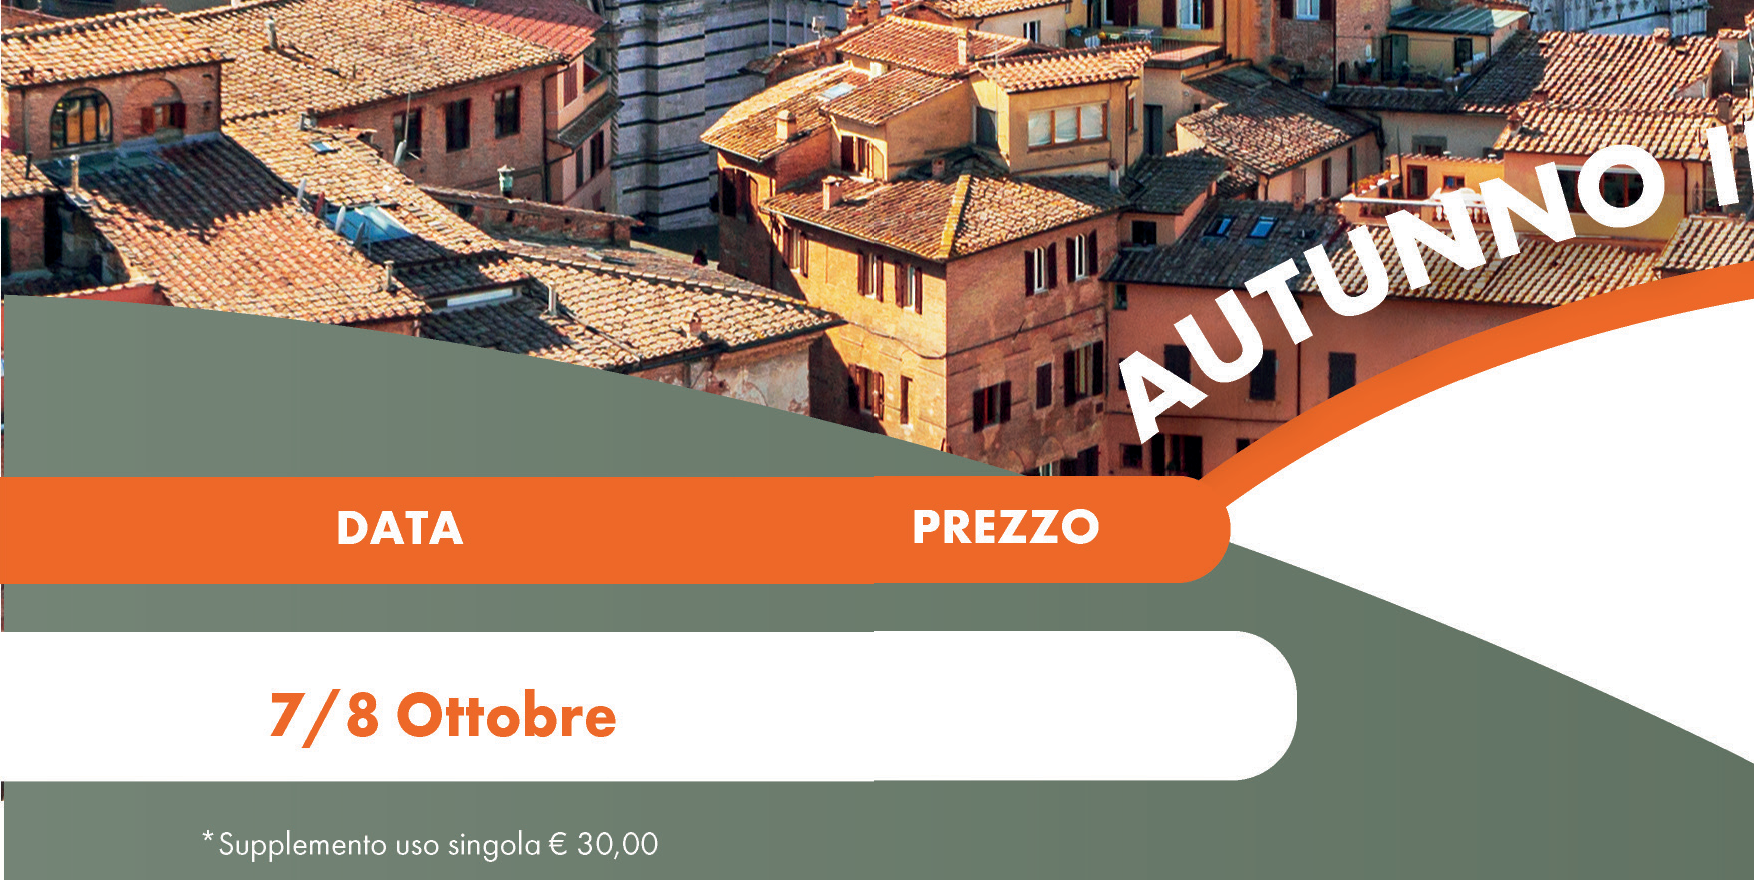 AUTUNNO I
DATA PREZZO
7/8 Ottobre
*Supplemento uso singola € 30,00